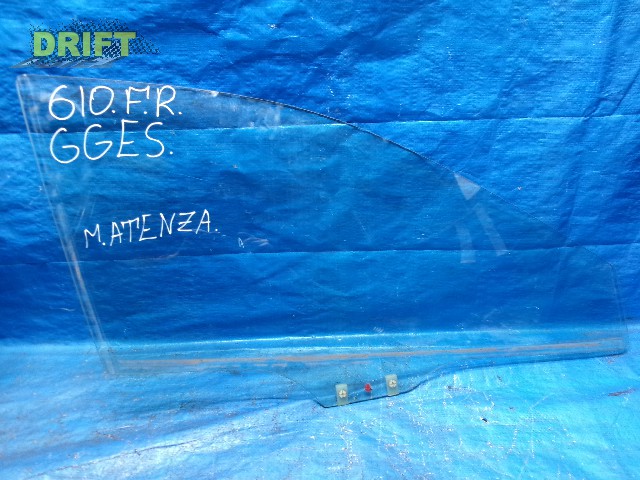 DRIFT
610.F.R.
GGES.
M.ATENZA.